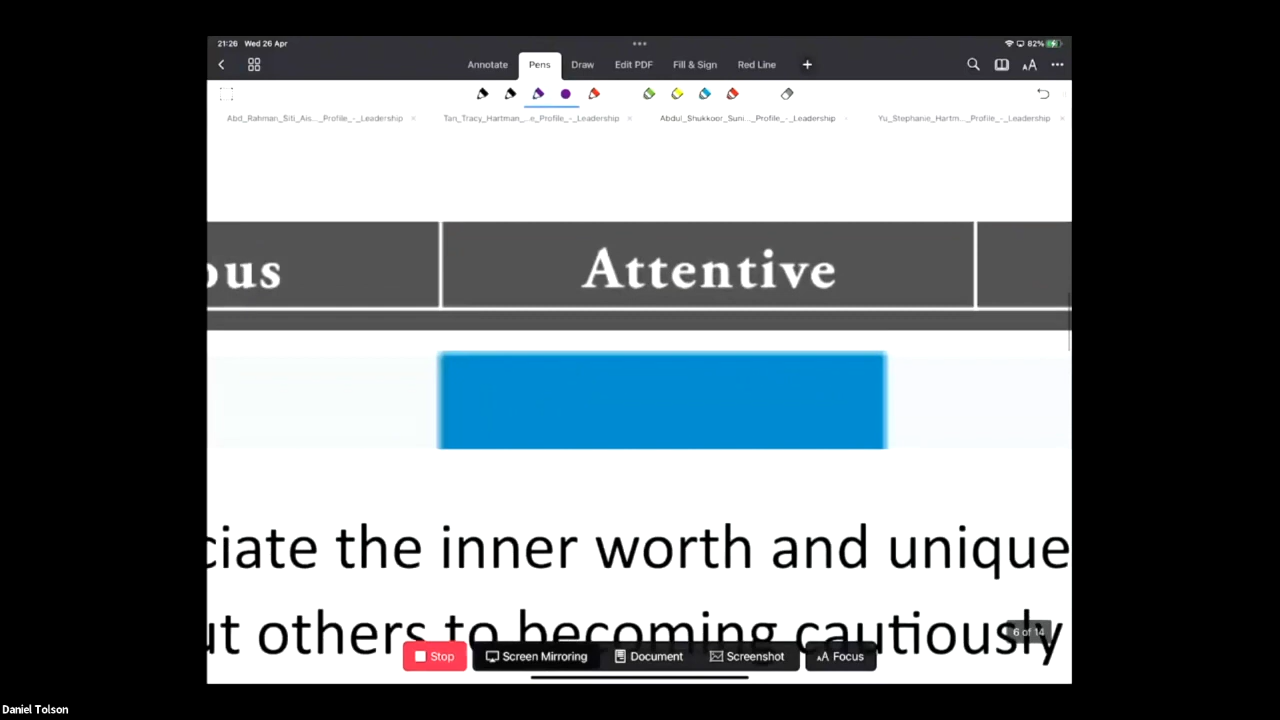 21:26 Wed 26 Apr
82%
Annotate Pens Draw Edit PDF Fill & Sign Red Line
Abd_Rahman_Siti_Ais..._Profile_-_Leadership Tan_Tracy_Hartman_...e_Profile_-_Leadership Abdul_Shukkoor_Suni..._Profile_-_Leadership Yu_Stephanie_Hartm..._Profile_-_Leadership
ous Attentive
ciate the inner worth and unique
ut others to becoming cautiously
6 of 14
Stop Screen Mirroring Document Screenshot AA Focus
Daniel Tolson